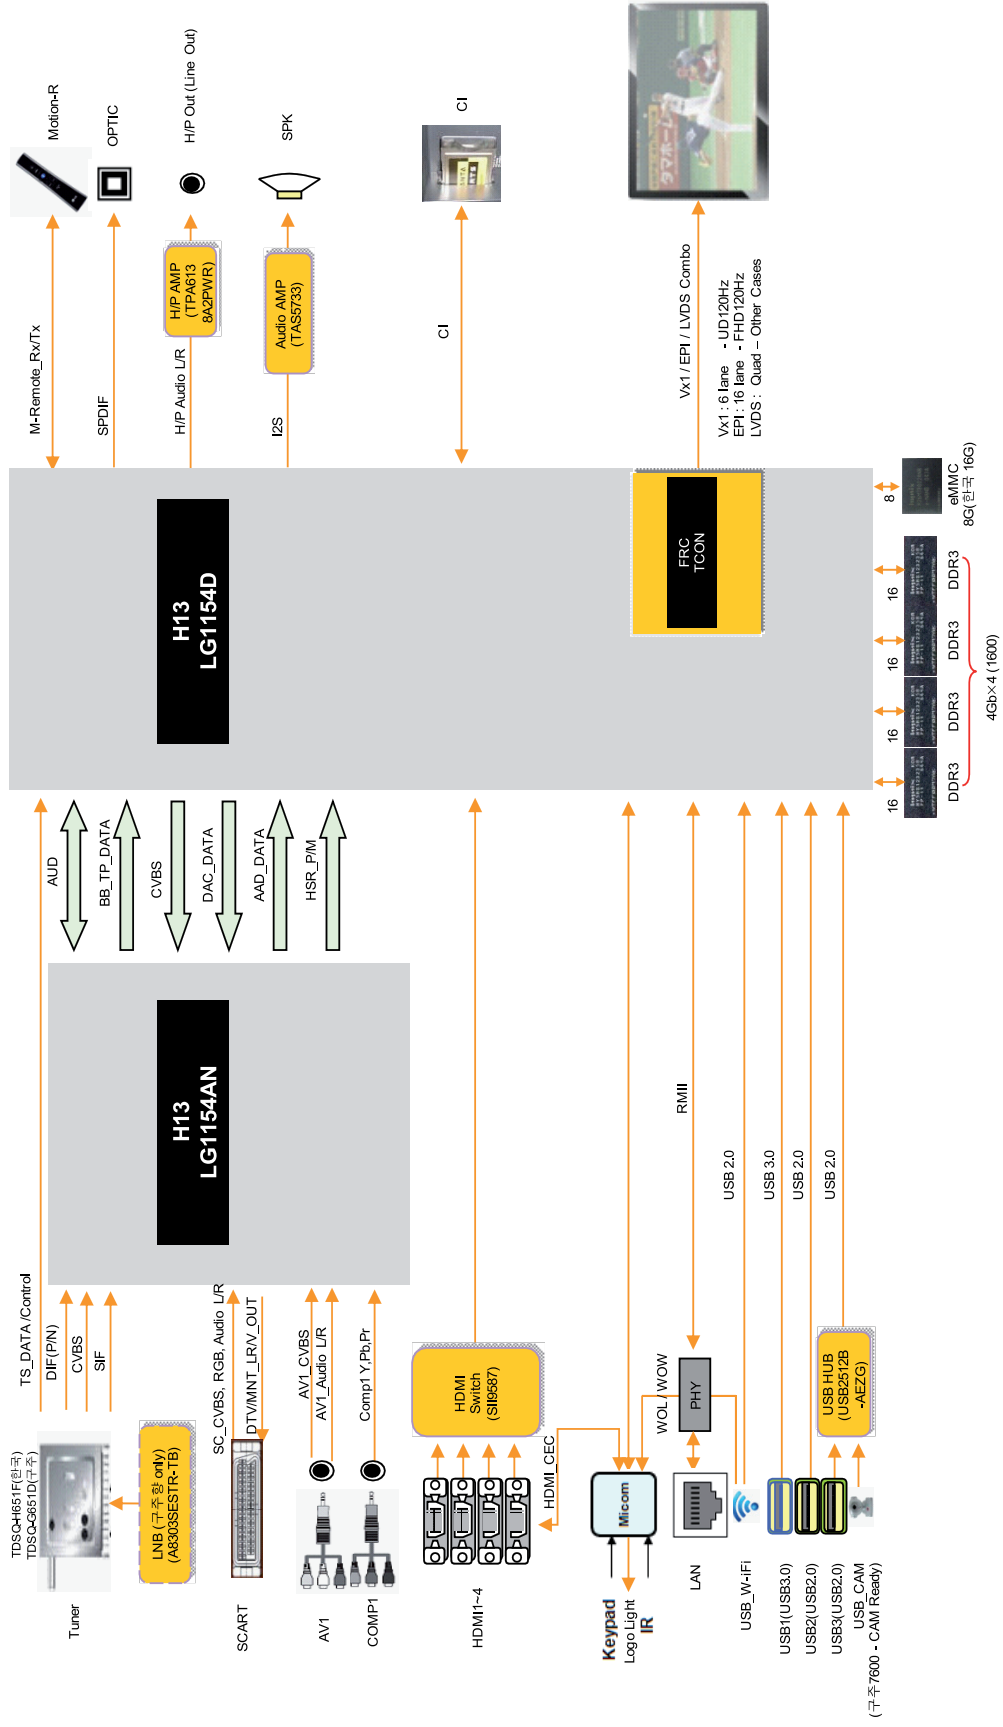 Tuner
TDSQ-H651F(한국)
TDSQ-G651D(구주)
LNB (구주향 only)
(A8303SESTR-TB)
SCART
AV1
COMP1
HDMI1~4
Keypad
Logo Light
IR
Micom
LAN
USB_W-iFi
USB1(USB3.0)
USB2(USB2.0)
USB3(USB2.0)
USB_CAM
(구주7600 - CAM Ready)
TS_DATA /Control
DIF(P/N)
CVBS
SIF
SC_CVBS, RGB, Audio L/R
DTV/MNT_LR/V_OUT
AV1_CVBS
AV1_Audio L/R
Comp1 Y,Pb,Pr
HDMI
Switch
(SII9587)
HDMI_CEC
WOL / WOW
PHY
USB HUB
(USB2512B
-AEZG)
RMII
USB 2.0
USB 3.0
USB 2.0
USB 2.0
H13
LG1154AN
AUD
BB_TP_DATA
CVBS
DAC_DATA
AAD_DATA
HSR_P/M
H13
LG1154D
FRC
TCON
16
16
16
16
8
DDR3
DDR3
DDR3
DDR3
4Gb×4 (1600)
eMMC
8G(한국 16G)
M-Remote_Rx/Tx
SPDIF
H/P Audio L/R
I2S
CI
H/P AMP
(TPA613
8A2PWR)
Audio AMP
(TAS5733)
Vx1 / EPI / LVDS Combo
Vx1 : 6 lane - UD120Hz
EPI : 16 lane - FHD120Hz
LVDS : Quad – Other Cases
Motion-R
OPTIC
H/P Out (Line Out)
SPK
CI
タマホーム